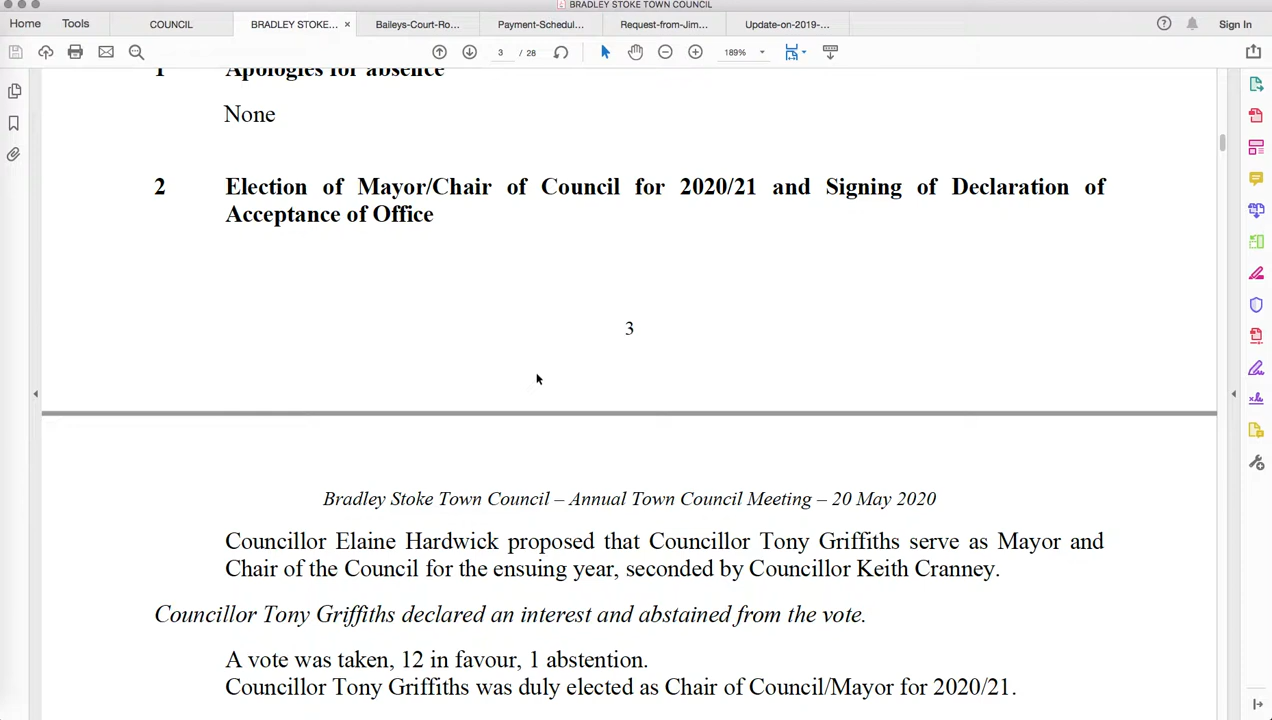 BRADLEY STOKE TOWN COUNCIL
Home Tools COUNCIL BRADLEY STOKE... × Baileys-Court-Ro... Payment-Schedul... Request-from-Jim... Update-on-2019-... Sign In
3 / 28 189%
1 Apologies for absence
None
2 Election of Mayor/Chair of Council for 2020/21 and Signing of Declaration of
Acceptance of Office
3
Bradley Stoke Town Council – Annual Town Council Meeting – 20 May 2020
Councillor Elaine Hardwick proposed that Councillor Tony Griffiths serve as Mayor and
Chair of the Council for the ensuing year, seconded by Councillor Keith Cranney.
Councillor Tony Griffiths declared an interest and abstained from the vote.
A vote was taken, 12 in favour, 1 abstention.
Councillor Tony Griffiths was duly elected as Chair of Council/Mayor for 2020/21.